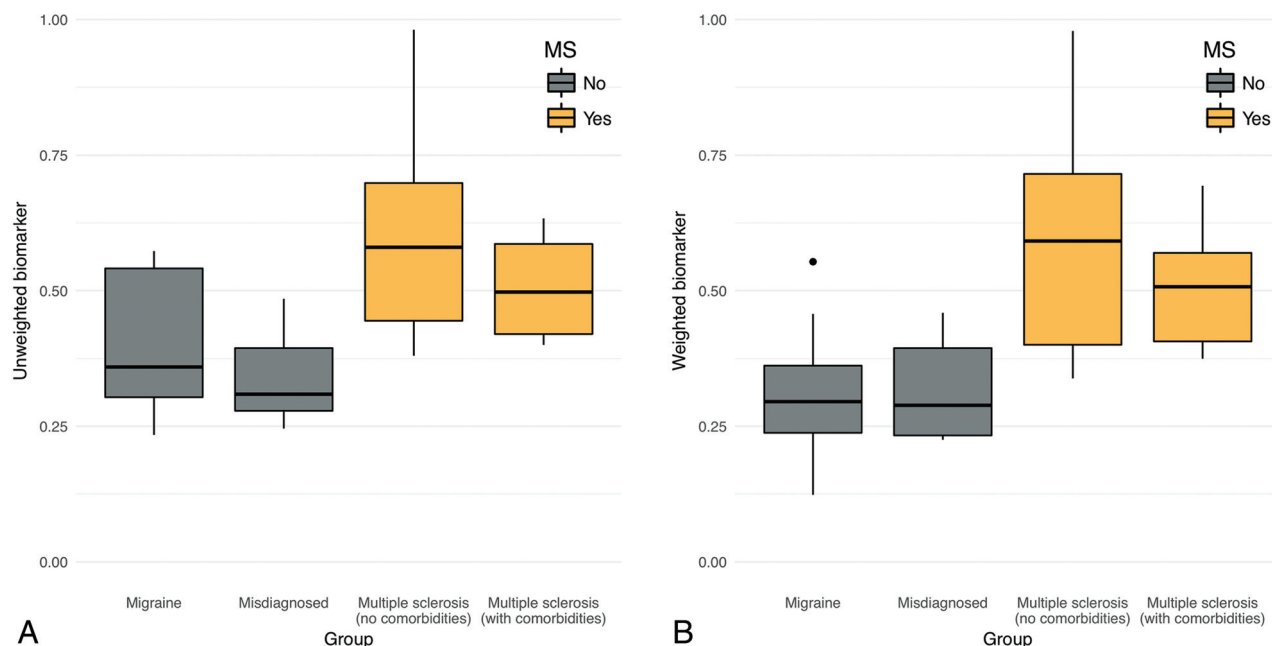 1.00
0.75
0.50
0.25
0.00
Unweighted biomarker
MS
No
Yes
Migraine
Misdiagnosed
Multiple sclerosis
(no comorbidities)
Multiple sclerosis
(with comorbidities)
Group
A
1.00
0.75
0.50
0.25
0.00
Weighted biomarker
MS
No
Yes
Migraine
Misdiagnosed
Multiple sclerosis
(no comorbidities)
Multiple sclerosis
(with comorbidities)
Group
B